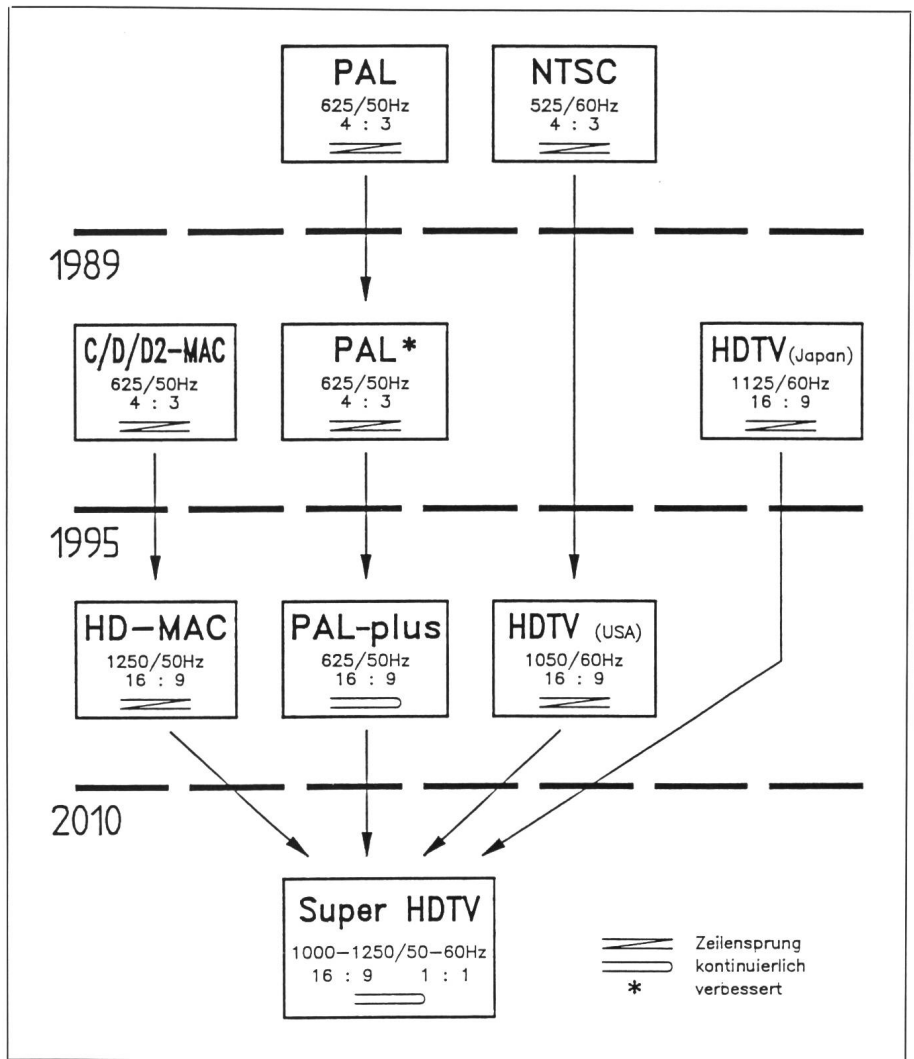 PAL
625/50Hz
4 : 3
NTSC
525/60Hz
4 : 3
1989
C/D/D2-MAC
625/50Hz
4 : 3
PAL*
625/50Hz
4 : 3
HDTV (Japan)
1125/60Hz
16 : 9
1995
HD-MAC
1250/50Hz
16 : 9
PAL-plus
625/50Hz
16 : 9
HDTV (USA)
1050/60Hz
16 : 9
2010
Super HDTV
1000-1250/50-60Hz
16 : 9 1 : 1
Zeilensprung
kontinuierlich
* verbessert